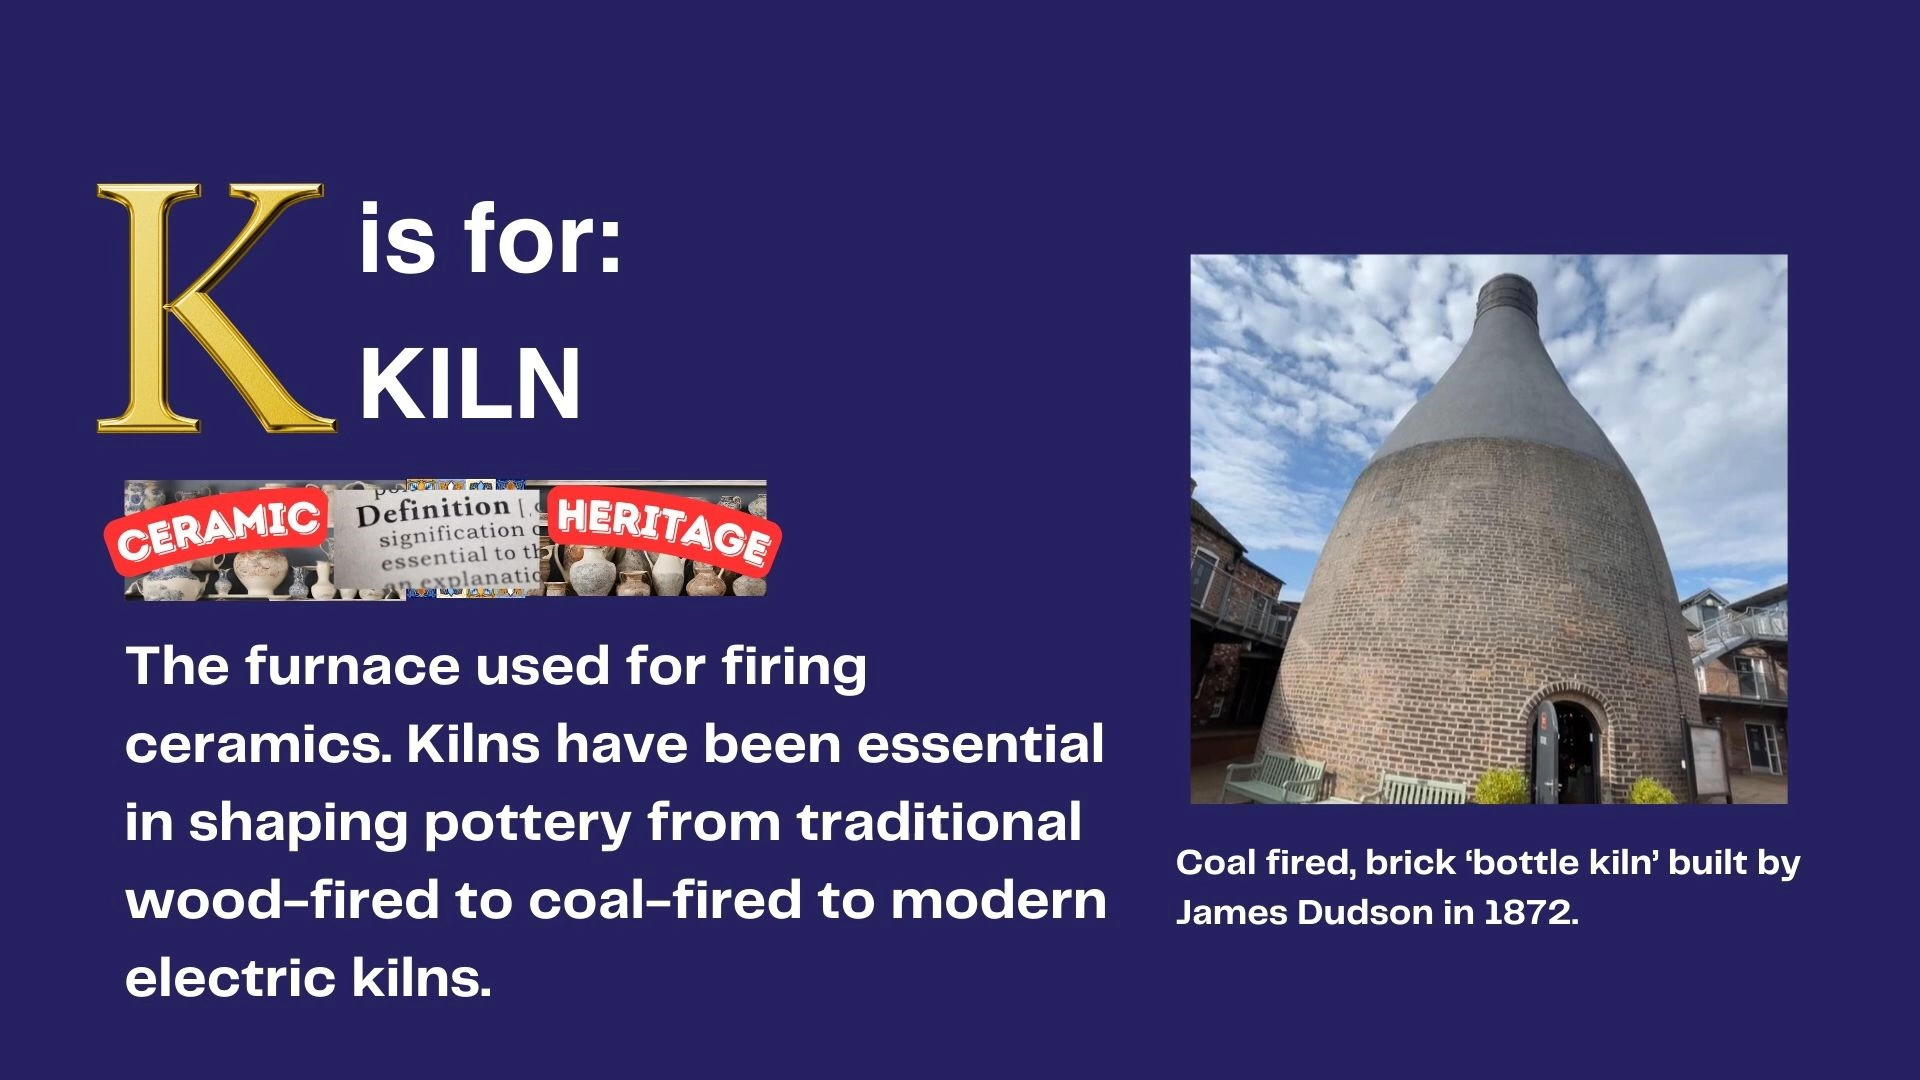 K is for:
KILN
CERAMIC
HERITAGE
Definition
signification
essential to
an
The furnace used for firing
ceramics. Kilns have been essential
in shaping pottery from traditional
wood-fired to coal-fired to modern
electric kilns.
Coal fired, brick ‘bottle kiln’ built by
James Dudson in 1872.